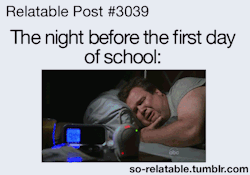 Relatable Post #3039
The night before the first day
of school:
so-relatable.tumblr.com